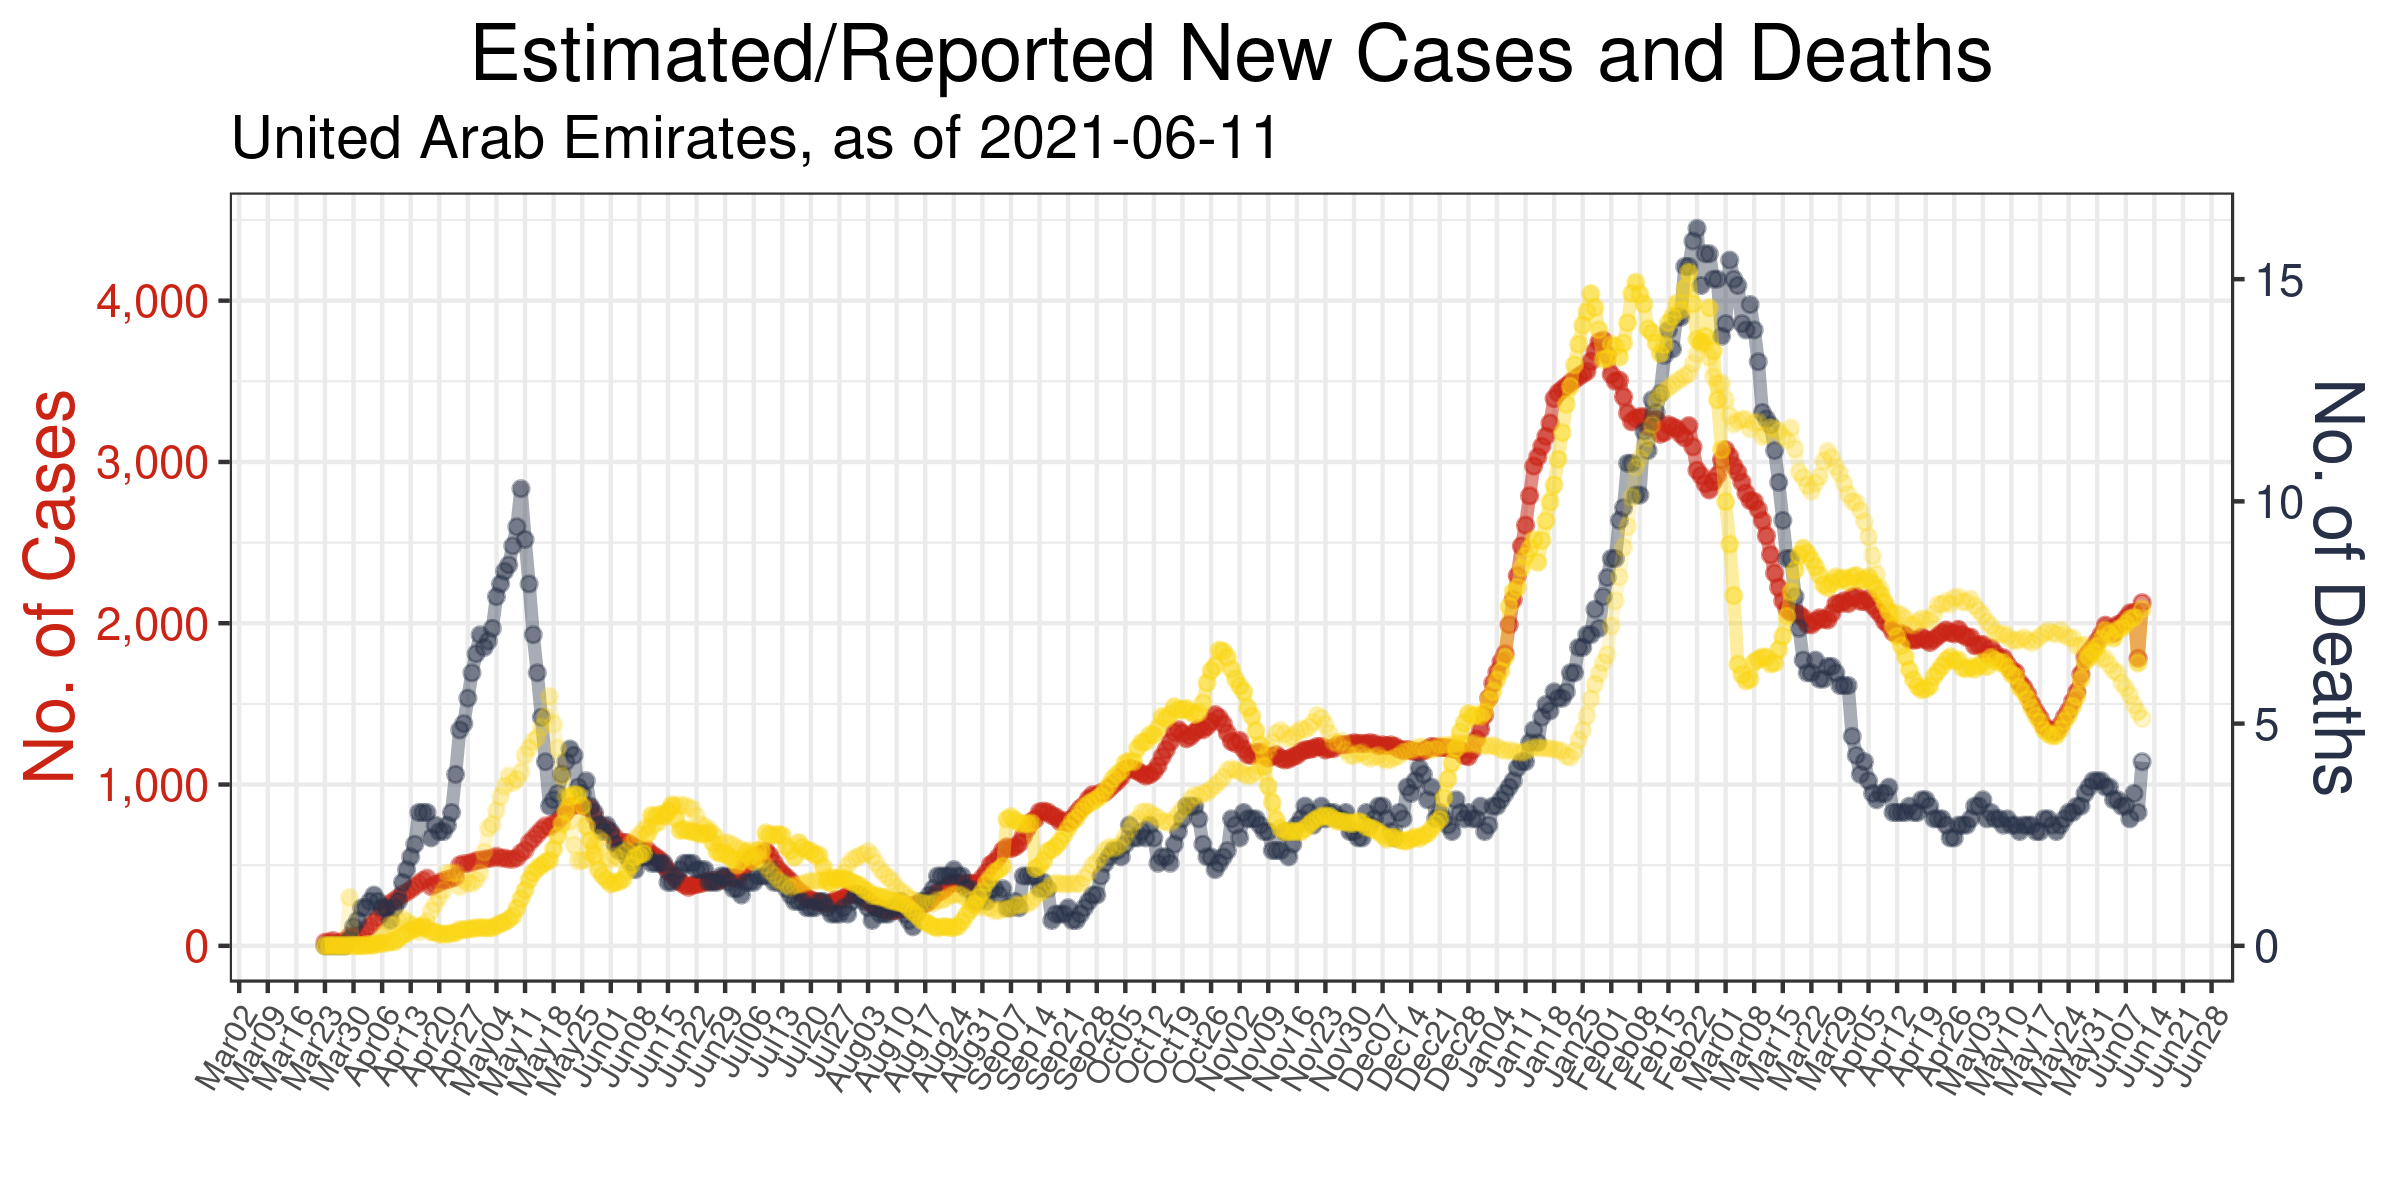 Estimated/Reported New Cases and Deaths
United Arab Emirates, as of 2021-06-11
No. of Cases
4,000
3,000
2,000
1,000
0
No. of Deaths
15
10
5
0
Mar02
Mar09
Mar16
Mar23
Mar30
Apr06
Apr13
Apr20
Apr27
May04
May11
May18
May25
Jun01
Jun08
Jun15
Jun22
Jun29
Jul06
Jul13
Jul20
Jul27
Aug03
Aug10
Aug17
Aug24
Aug31
Sep07
Sep14
Sep21
Sep28
Oct05
Oct12
Oct19
Oct26
Nov02
Nov09
Nov16
Nov23
Nov30
Dec07
Dec14
Dec21
Dec28
Jan04
Jan11
Jan18
Jan25
Feb01
Feb08
Feb15
Feb22
Mar01
Mar08
Mar15
Mar22
Mar29
Apr05
Apr12
Apr19
Apr26
May03
May10
May17
May24
May31
Jun07
Jun14
Jun21
Jun28